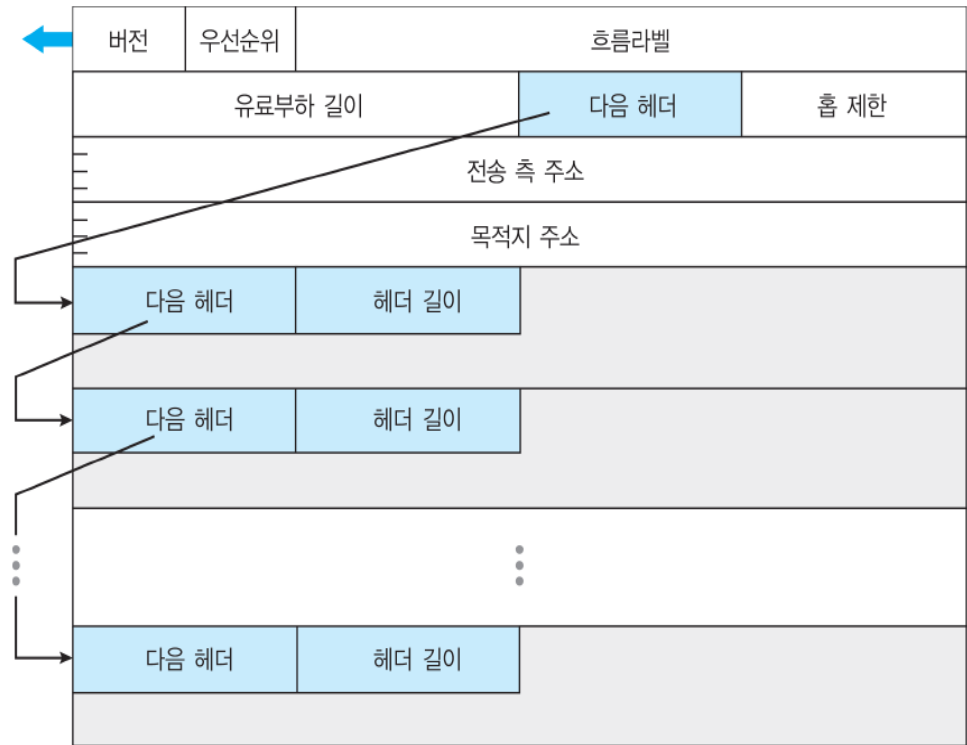 버전 우선순위 흐름라벨
유료부하 길이 다음 헤더 홉 제한
전송 측 주소
목적지 주소
다음 헤더 헤더 길이
다음 헤더 헤더 길이
다음 헤더 헤더 길이